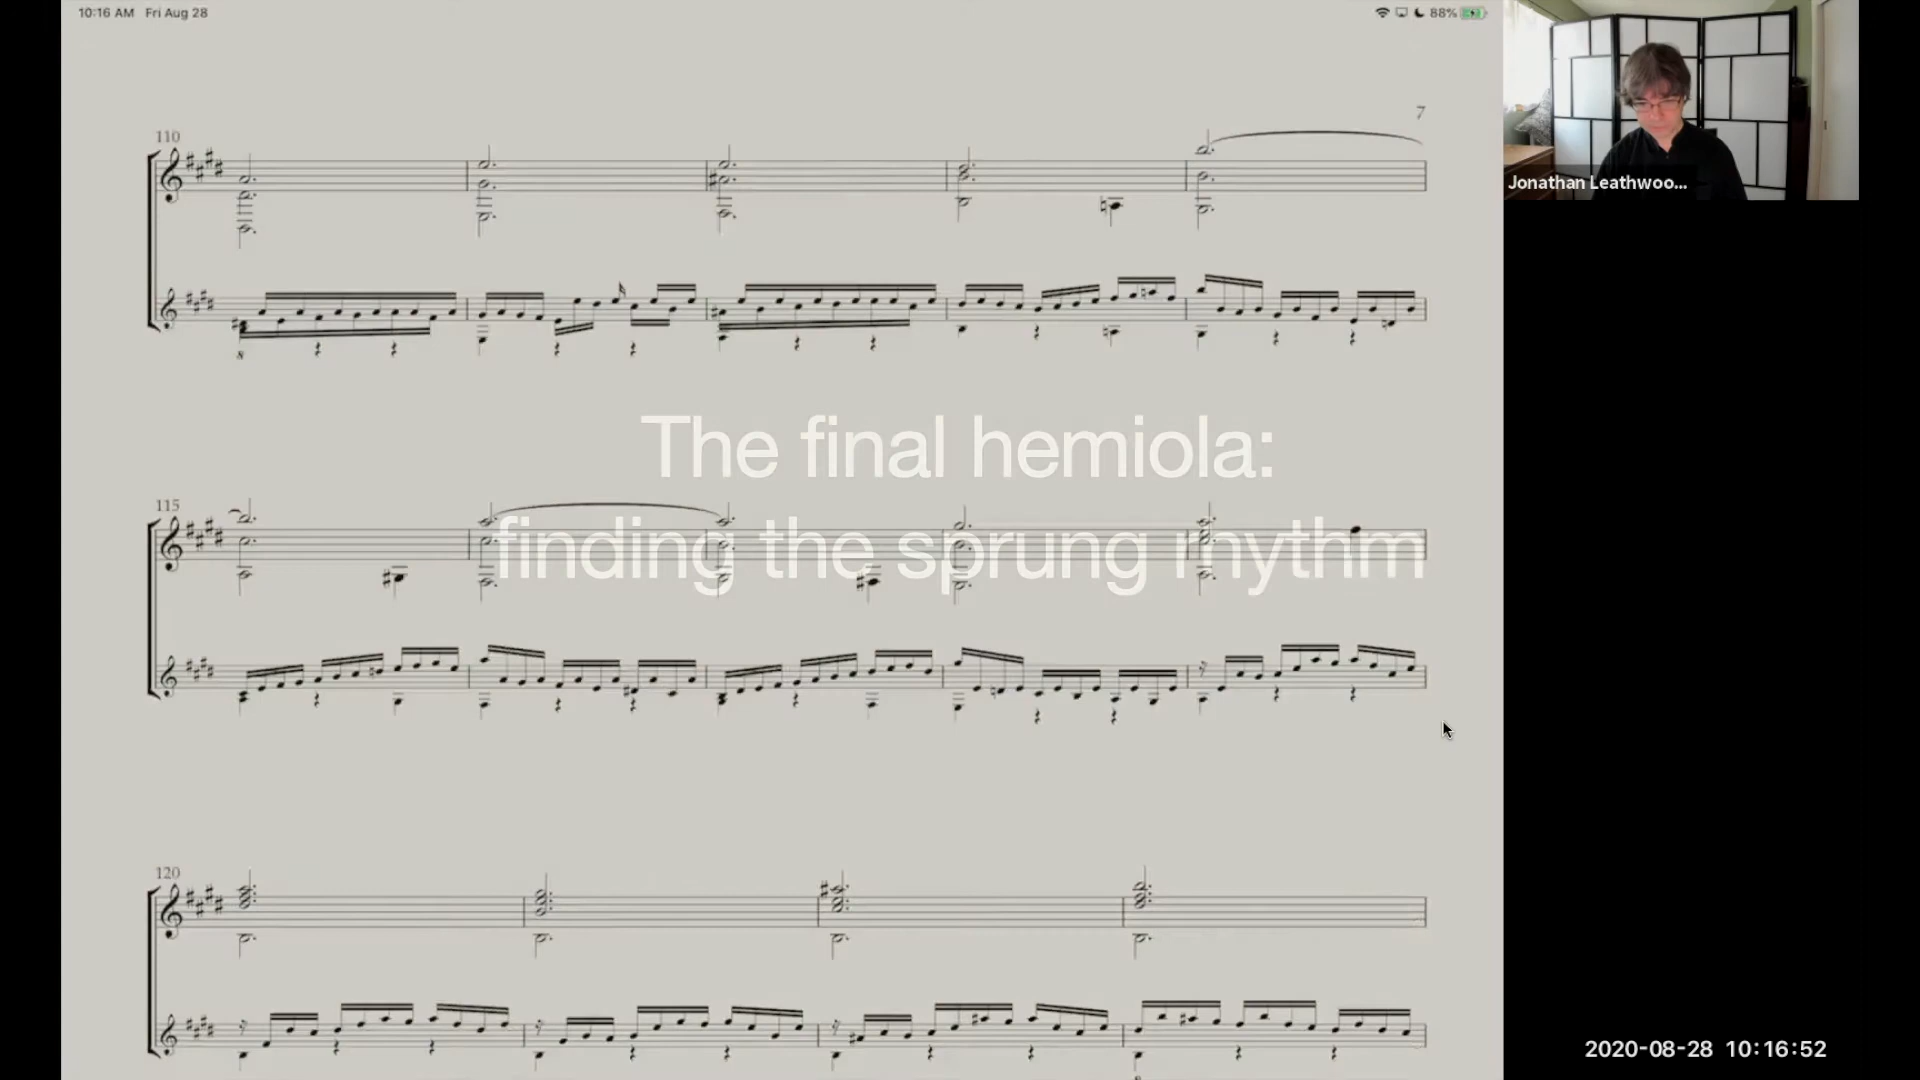 10:16 AM Fri Aug 28
88%
7
110
8
The final hemiola:
115
finding the sprung rhythm
120
Jonathan Leathwoo...
2020-08-28 10:16:52